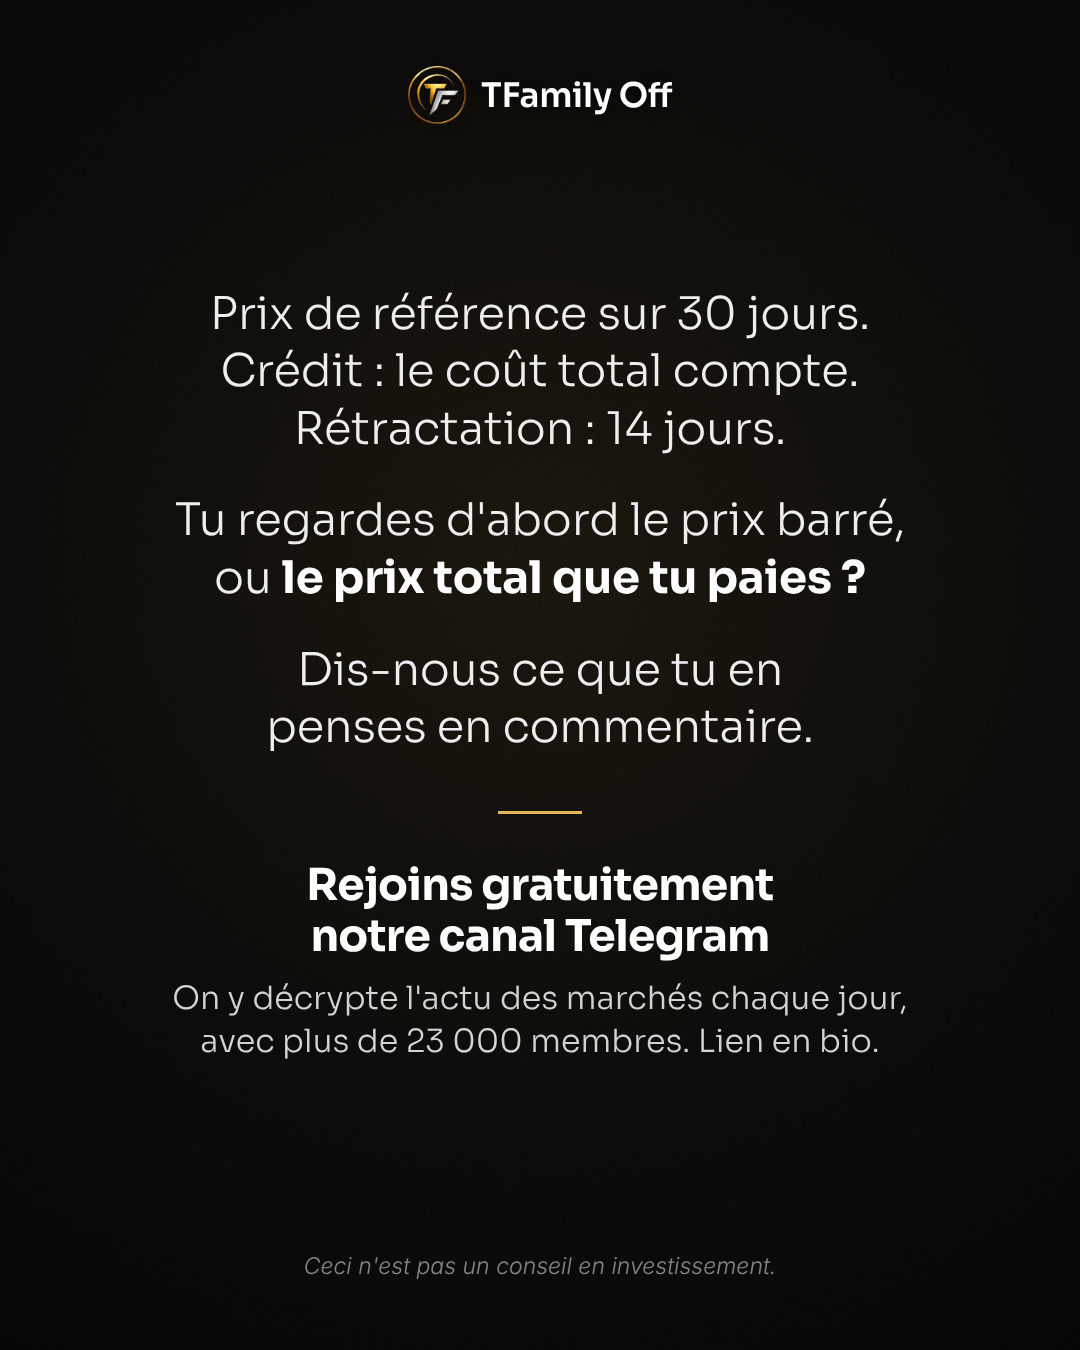 TF TFamily Off
Prix de référence sur 30 jours.
Crédit : le coût total compte.
Rétractation : 14 jours.
Tu regardes d'abord le prix barré,
ou le prix total que tu paies ?
Dis-nous ce que tu en
penses en commentaire.
Rejoins gratuitement
notre canal Telegram
On y décrypte l'actu des marchés chaque jour,
avec plus de 23 000 membres. Lien en bio.
Ceci n'est pas un conseil en investissement.